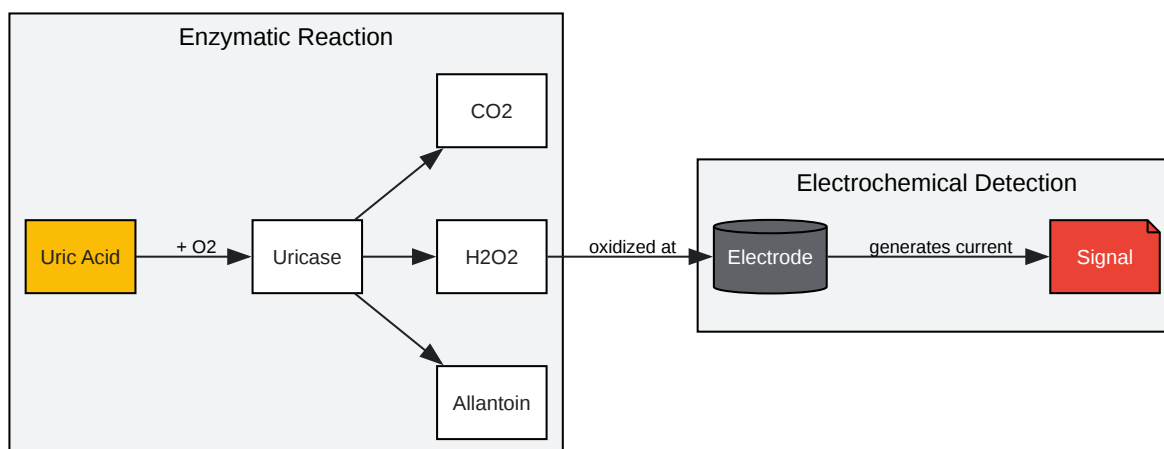 Enzymatic Reaction
CO2
Electrochemical Detection
Uric Acid
+ O2
Uricase
H2O2
oxidized at
Electrode
generates current
Signal
Allantoin